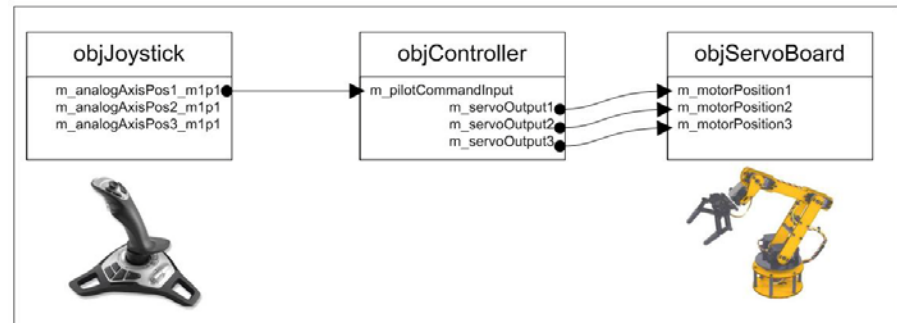 objJoystick
m_analogAxisPos1_m1p1
m_analogAxisPos2_m1p1
m_analogAxisPos3_m1p1
objController
m_pilotCommandInput
m_servoOutput1
m_servoOutput2
m_servoOutput3
objServoBoard
m_motorPosition1
m_motorPosition2
m_motorPosition3